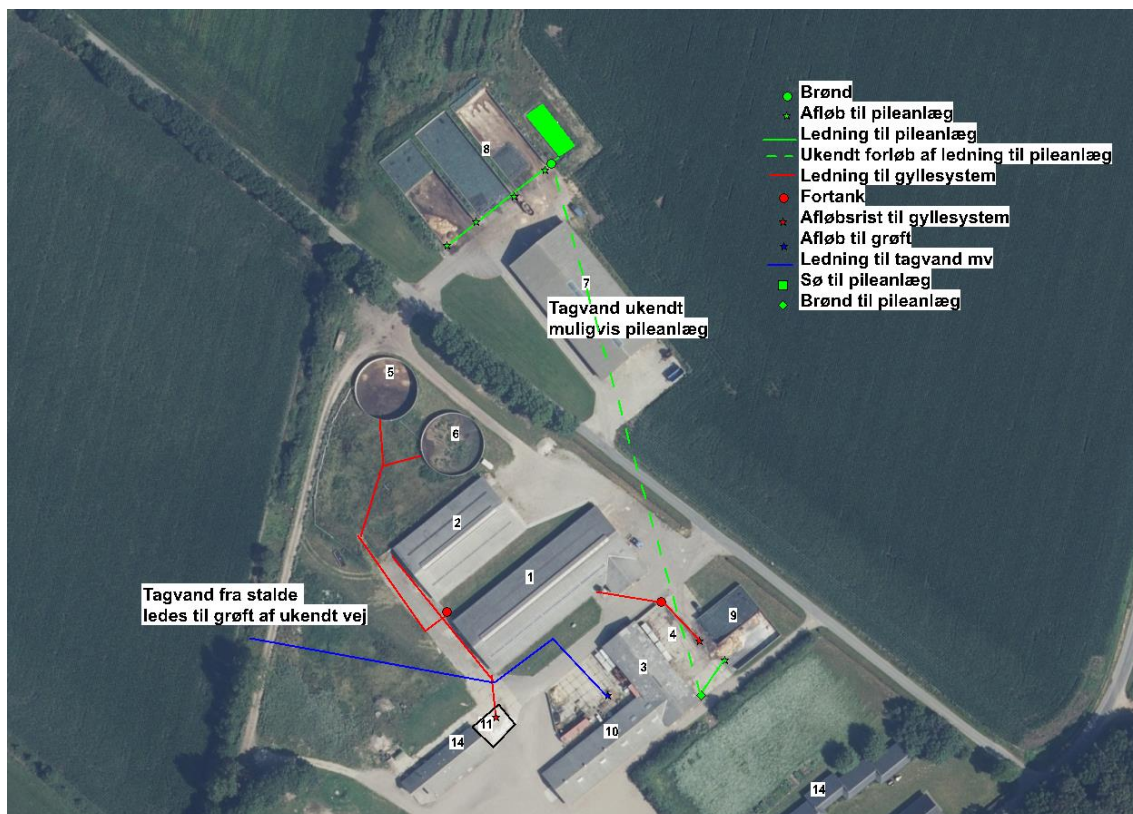 Brønd
Afløb til pileanlæg
Ledning til pileanlæg
Ukendt forløb af ledning til pileanlæg
Ledning til gyllesystem
Fortank
Afløbsrist til gyllesystem
Afløb til grøft
Ledning til tagvand mv
Sø til pileanlæg
Brønd til pileanlæg
8
7
Tagvand ukendt
muligvis pileanlæg
5
6
2
1
Tagvand fra stalde
ledes til grøft af ukendt vej
9
4
3
11
10
14
14